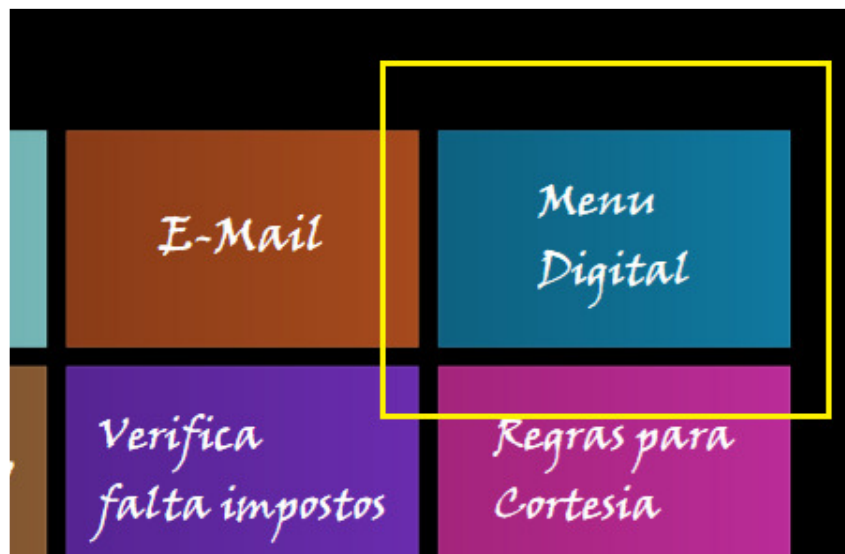 E-Mail
Menu
Digital
Verifica
falta impostos
Regras para
Cortesia